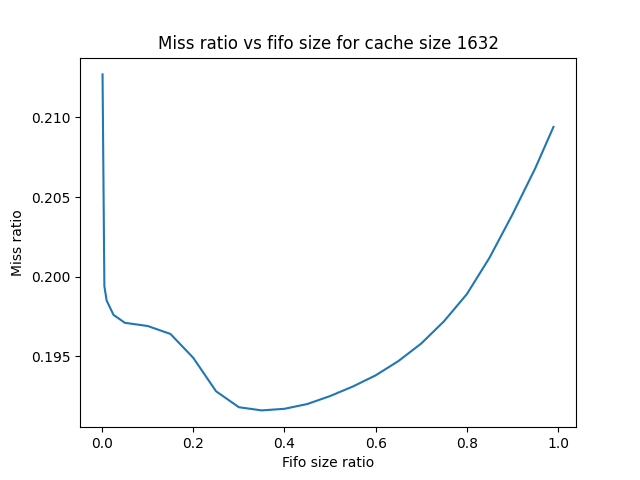 Miss ratio vs fifo size for cache size 1632
Miss ratio
0.210
0.205
0.200
0.195
0.0 0.2 0.4 0.6 0.8 1.0
Fifo size ratio